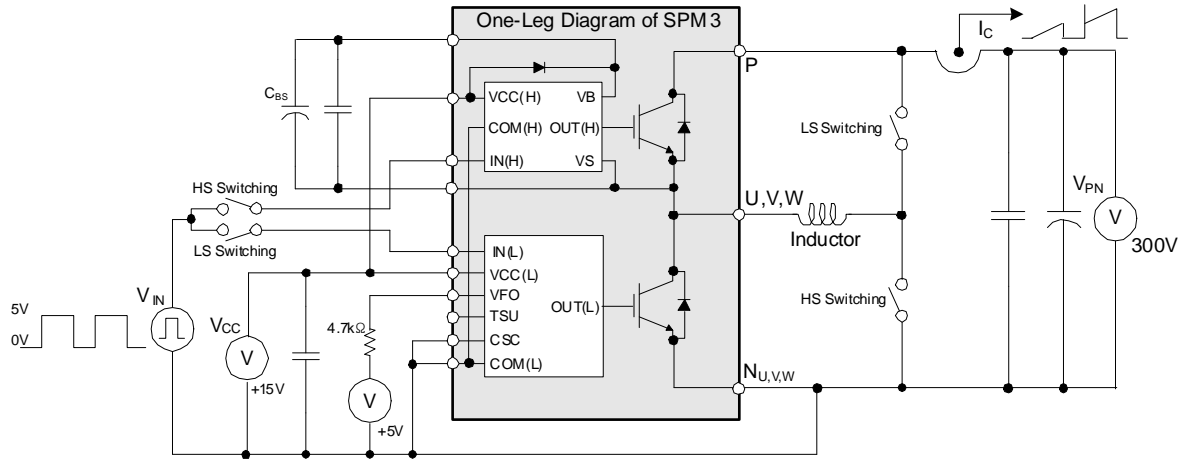 One-Leg Diagram of SPM 3
I_C
P
C_BS
VCC(H)
VB
COM(H)
OUT(H)
LS Switching
IN(H)
VS
HS Switching
U,V,W
V_PN
V
300V
Inductor
LS Switching
IN(L)
VCC(L)
V_IN
VFO
OUT(L)
HS Switching
5V
0V
V_CC
4.7kΩ
TSU
CSC
COM(L)
V
+15V
V
+5V
N_U,V,W